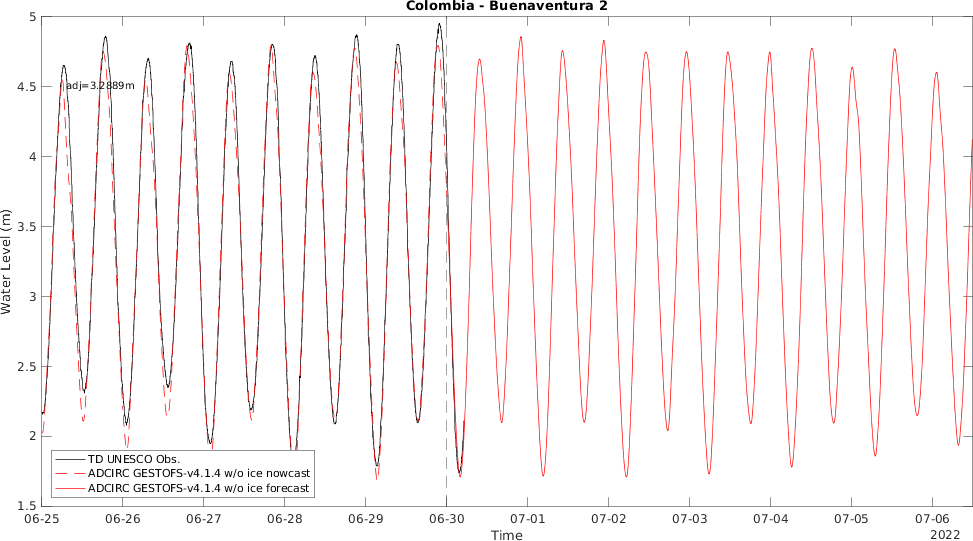 Colombia - Buenaventura 2
5
4.5
4
3.5
3
2.5
2
1.5
Water Level (m)
adj=3.2889m
TD UNESCO Obs.
ADCIRC GESTOFS-v4.1.4 w/o ice nowcast
ADCIRC GESTOFS-v4.1.4 w/o ice forecast
06-25 06-26 06-27 06-28 06-29 06-30 07-01 07-02 07-03 07-04 07-05 07-06
Time
2022